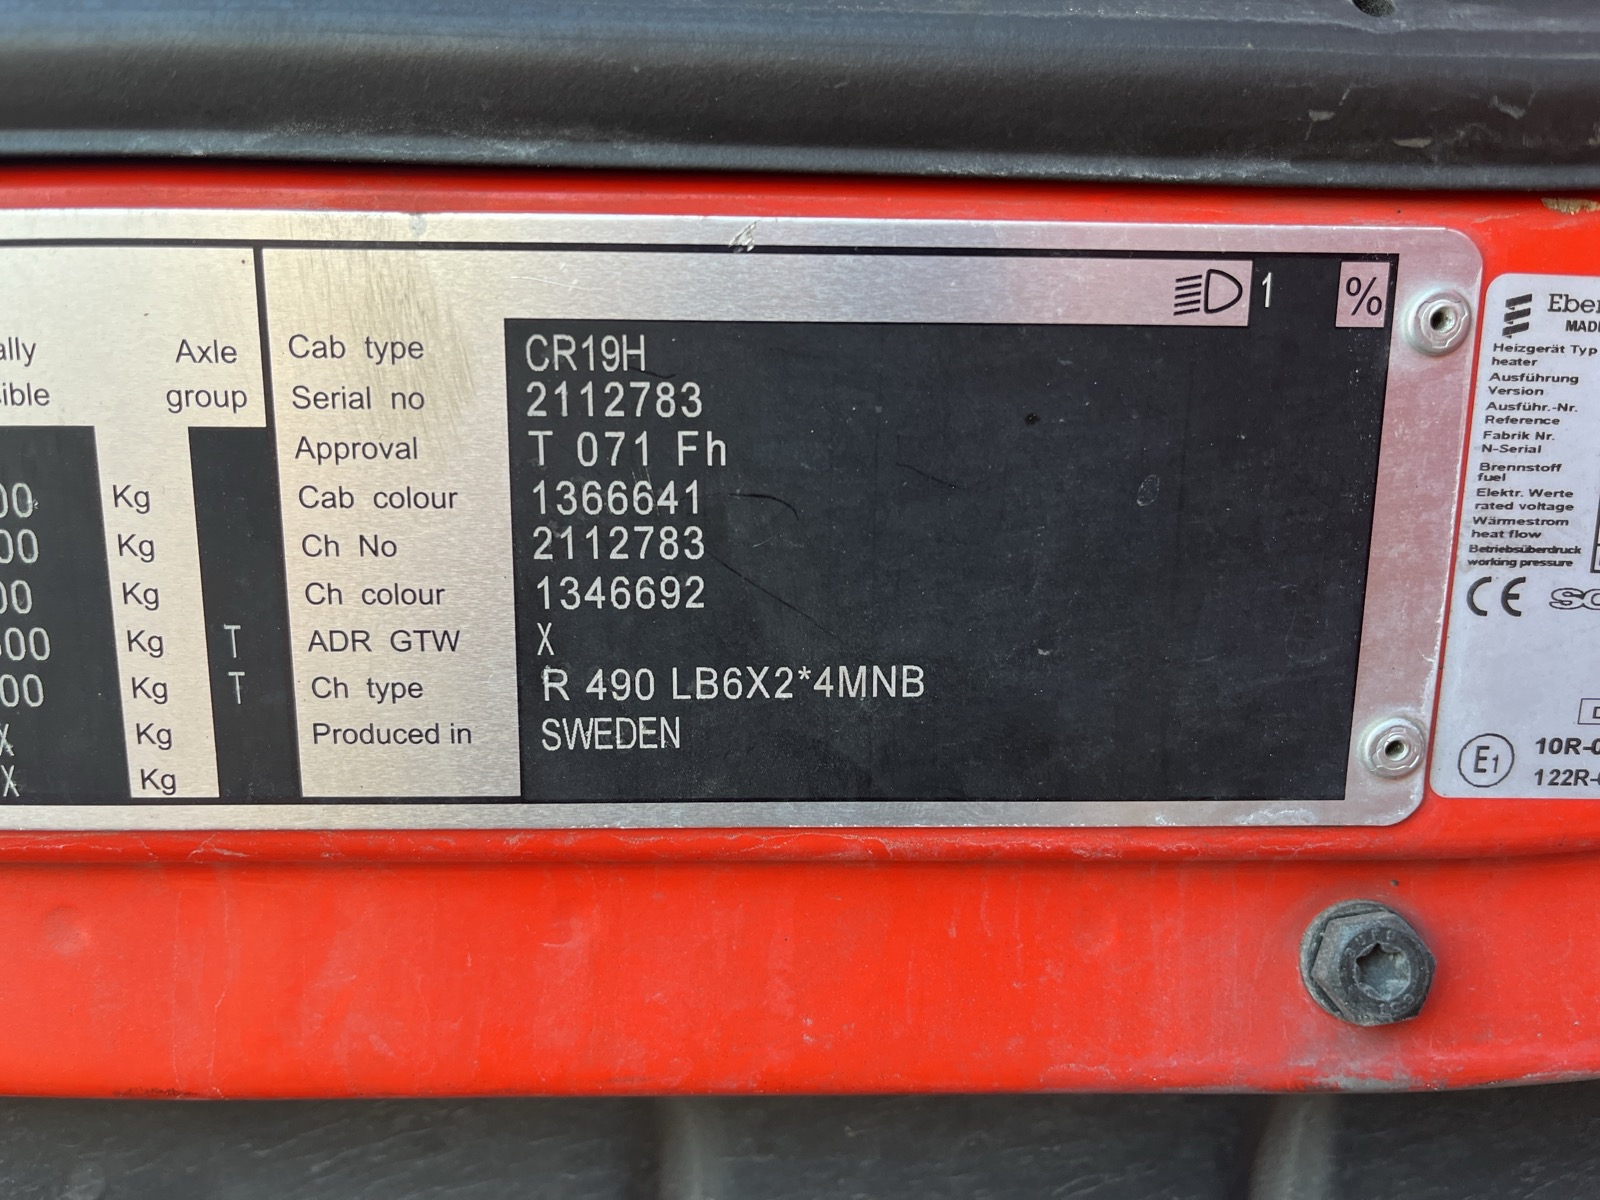 Axle
group
Kg
Kg
Kg
Kg T
Kg T
X Kg
X Kg
1 %
Cab type CR19H
Serial no 2112783
Approval T 071 Fh
Cab colour 1366641
Ch No 2112783
Ch colour 1346692
ADR GTW X
Ch type R 490 LB6X2*4MNB
Produced in SWEDEN
Heizgerät Typ
heater
Ausführung
Version
Ausführ.-Nr.
Reference
Fabrik Nr.
N-Serial
Brennstoff
fuel
Elektr. Werte
rated voltage
Wärmestrom
heat flow
Betriebsüberdruck
working pressure
CE
E1